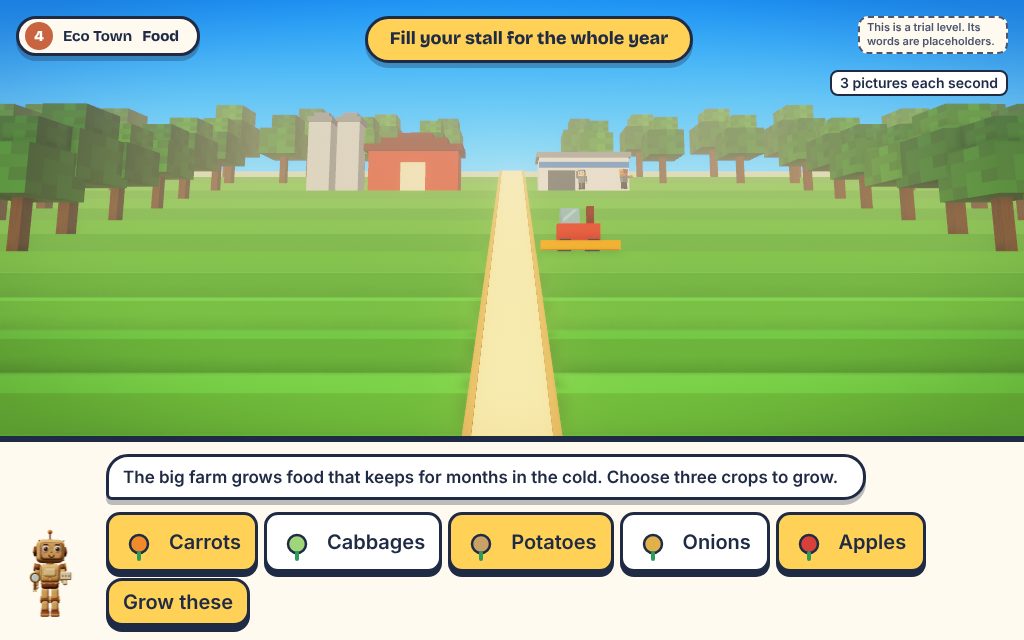 4 Eco Town Food
Fill your stall for the whole year
This is a trial level. Its
words are placeholders.
3 pictures each second
The big farm grows food that keeps for months in the cold. Choose three crops to grow.
Carrots Cabbages Potatoes Onions Apples
Grow these